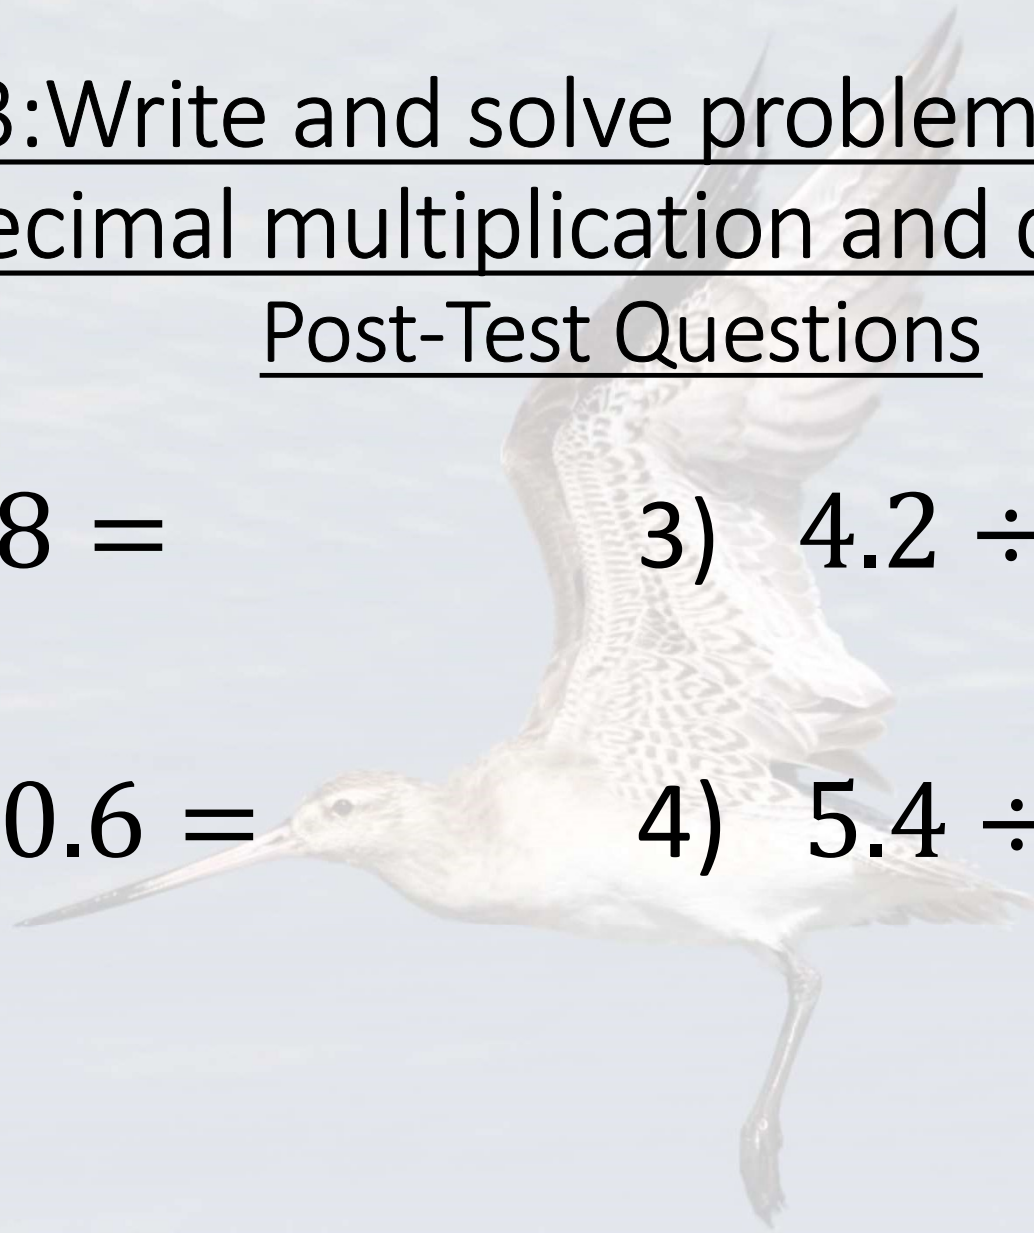 3:Write and solve problem
ecimal multiplication and
Post-Test Questions
8 = 3) 4.2 ÷
0.6 = 4) 5.4 ÷